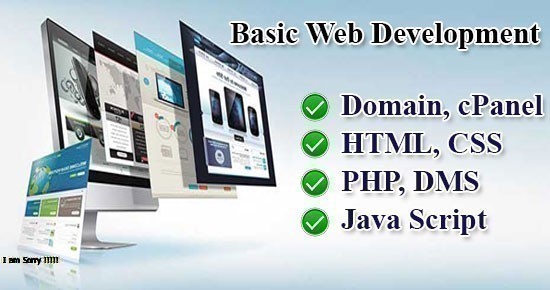 Basic Web Development
Domain, cPanel
HTML, CSS
PHP, DMS
Java Script
I am Sorry !!!!!